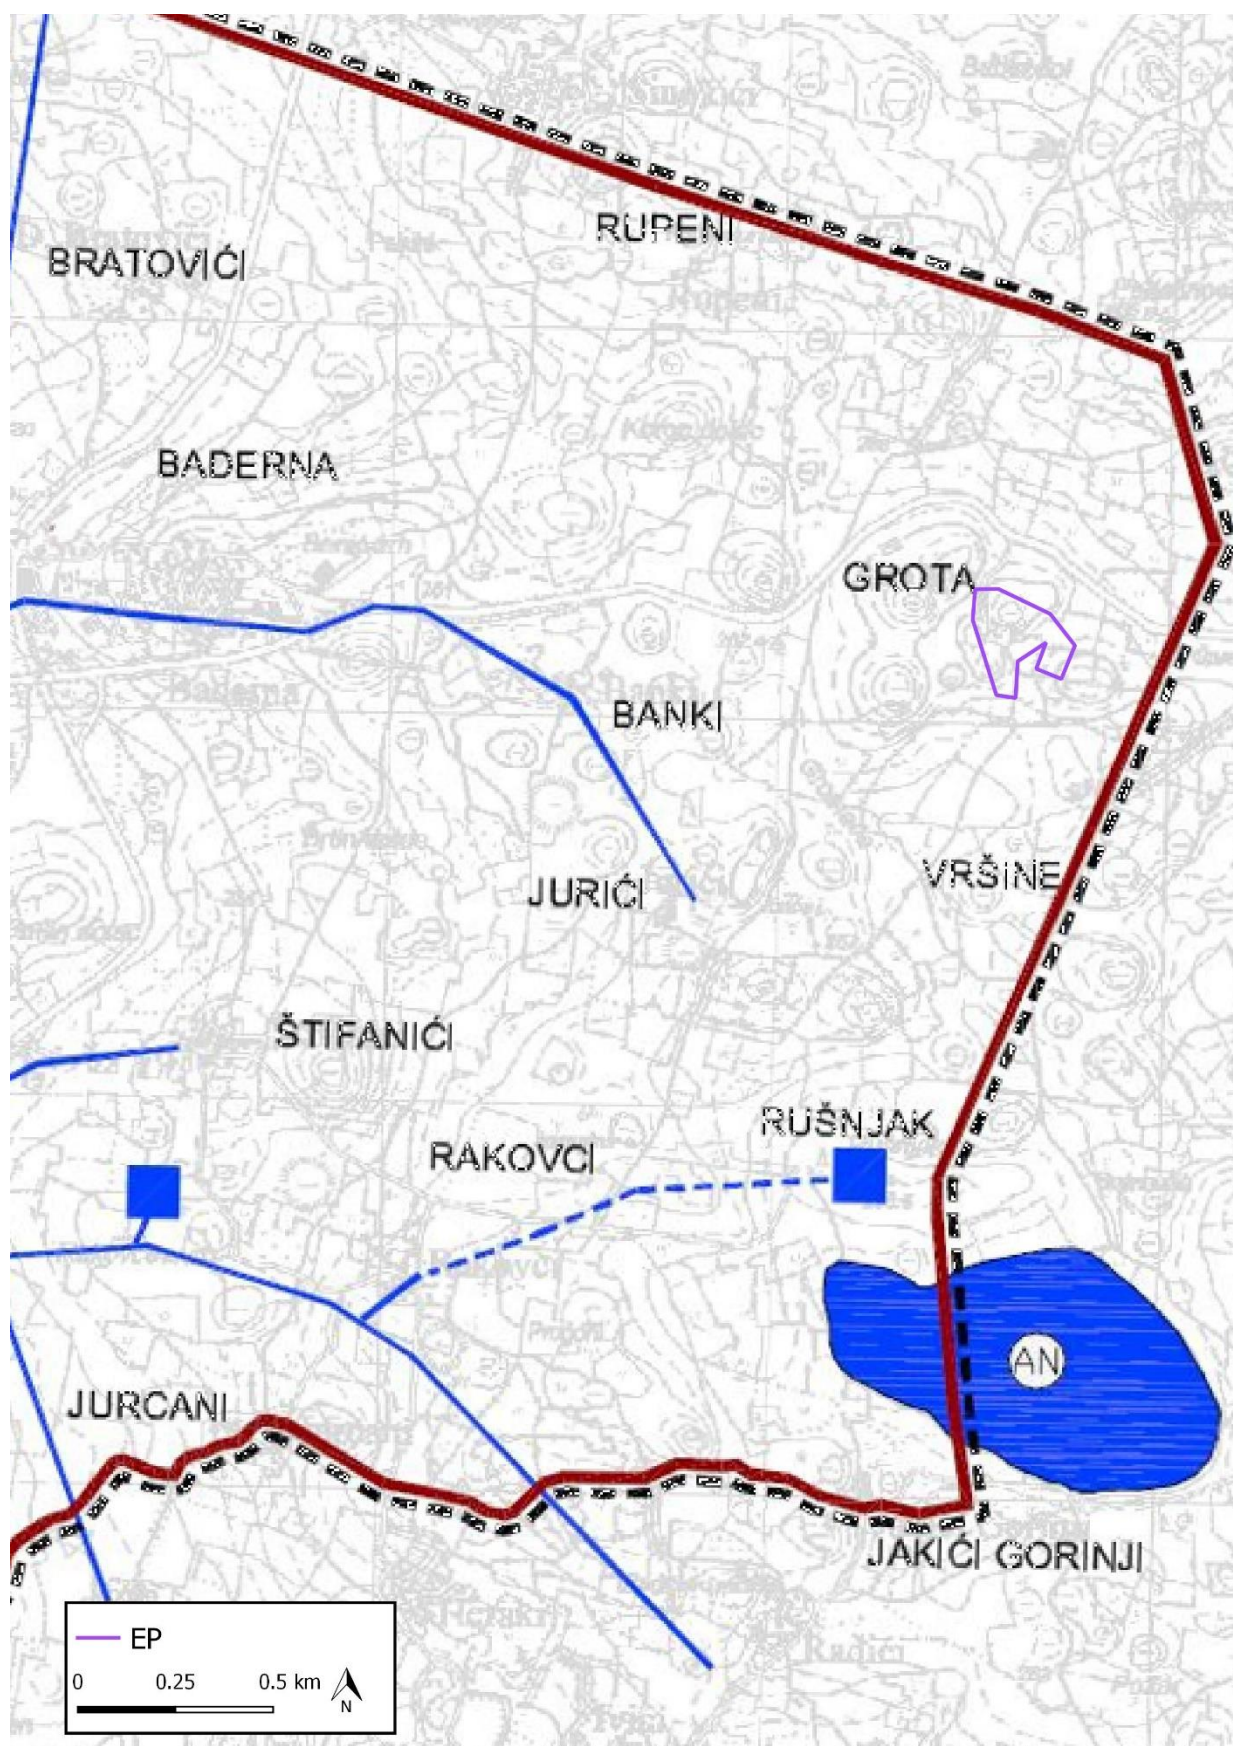 RUPENI
BRATOVIĆI
BADERNA
GROTA
BANKI
VRŠINE
JURIĆI
ŠTIFANIĆI
RUŠNJAK
RAKOVCI
AN
JURCANI
JAKIĆI GORINJI
EP
0 0.25 0.5 km
N